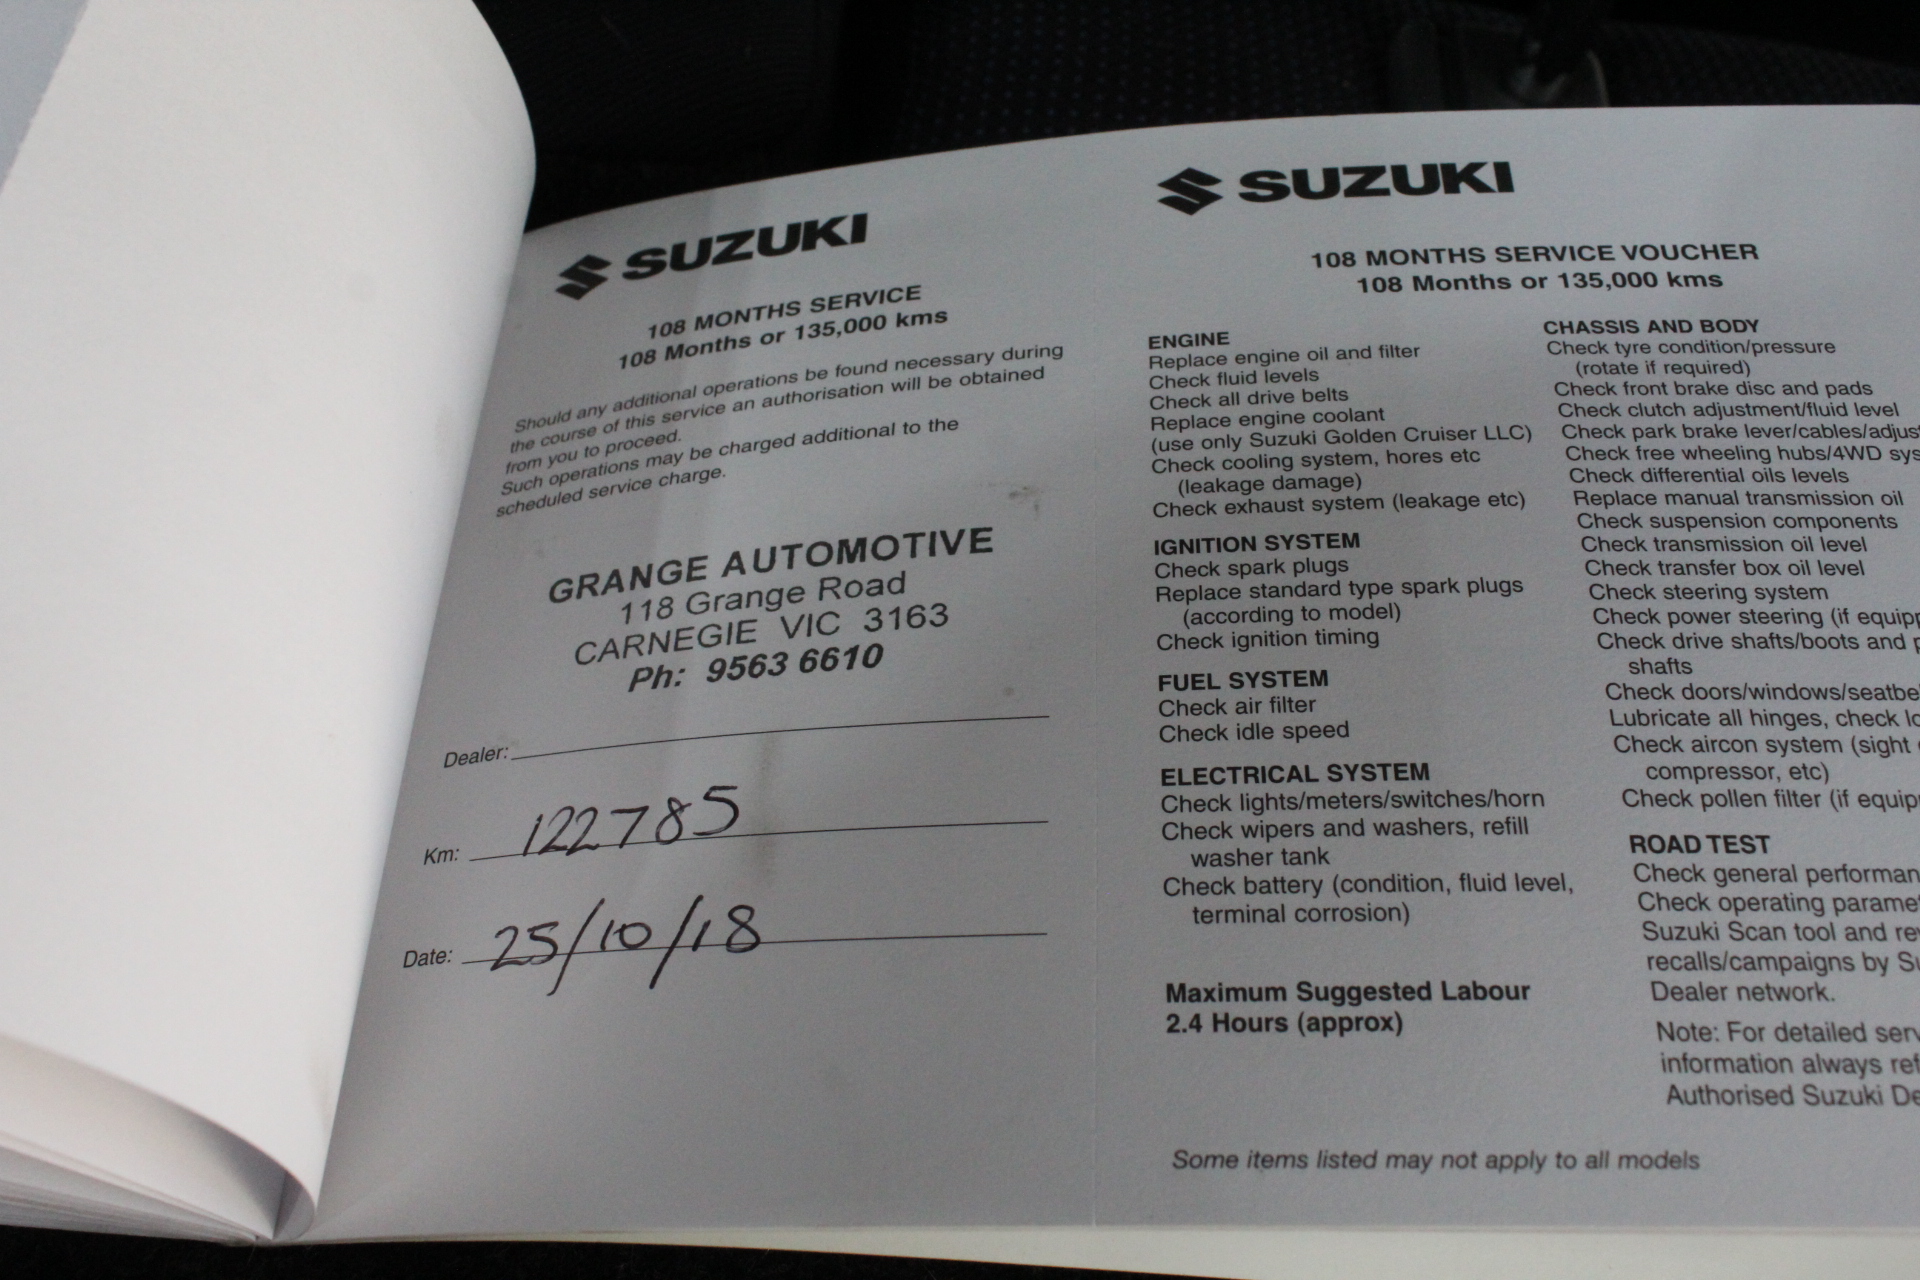 SUZUKI
108 MONTHS SERVICE
108 Months or 135,000 kms
Should any additional operations be found necessary during
the course of this service an authorisation will be obtained
from you to proceed.
Such operations may be charged additional to the
scheduled service charge.
GRANGE AUTOMOTIVE
118 Grange Road
CARNEGIE VIC 3163
Ph: 9563 6610
Dealer:
Km: 122785
Date: 25/10/18
SUZUKI
108 MONTHS SERVICE VOUCHER
108 Months or 135,000 kms
ENGINE
Replace engine oil and filter
Check fluid levels
Check all drive belts
Replace engine coolant
(use only Suzuki Golden Cruiser LLC)
Check cooling system, hores etc
(leakage damage)
Check exhaust system (leakage etc)
IGNITION SYSTEM
Check spark plugs
Replace standard type spark plugs
(according to model)
Check ignition timing
FUEL SYSTEM
Check air filter
Check idle speed
ELECTRICAL SYSTEM
Check lights/meters/switches/horn
Check wipers and washers, refill
washer tank
Check battery (condition, fluid level,
terminal corrosion)
Maximum Suggested Labour
2.4 Hours (approx)
CHASSIS AND BODY
Check tyre condition/pressure
(rotate if required)
Check front brake disc and pads
Check clutch adjustment/fluid level
Check park brake lever/cables/adjus
Check free wheeling hubs/4WD sys
Check differential oils levels
Replace manual transmission oil
Check suspension components
Check transmission oil level
Check transfer box oil level
Check steering system
Check power steering (if equipp
Check drive shafts/boots and p
shafts
Check doors/windows/seatbe
Lubricate all hinges, check lo
Check aircon system (sight
compressor, etc)
Check pollen filter (if equip
ROAD TEST
Check general performan
Check operating parame
Suzuki Scan tool and re
recalls/campaigns by Su
Dealer network.
Note: For detailed serv
information always ref
Authorised Suzuki De
Some items listed may not apply to all models